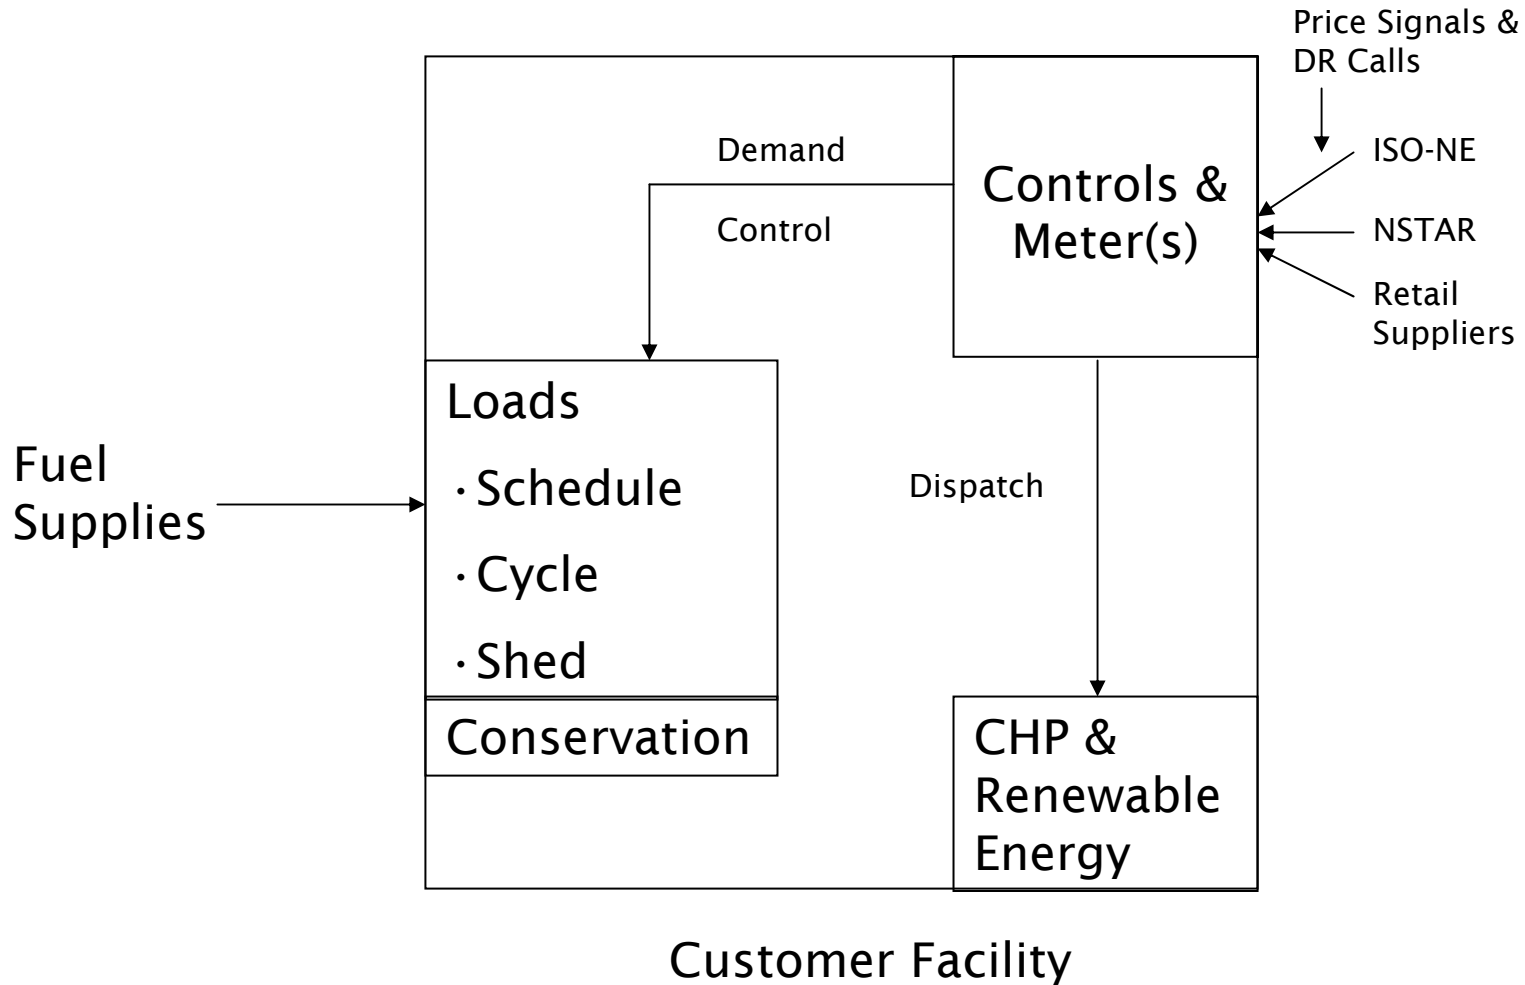 Price Signals &
DR Calls
Demand
Control
Controls &
Meter(s)
ISO-NE
NSTAR
Retail
Suppliers
Fuel
Supplies
Loads
· Schedule
· Cycle
· Shed
Conservation
Dispatch
CHP &
Renewable
Energy
Customer Facility